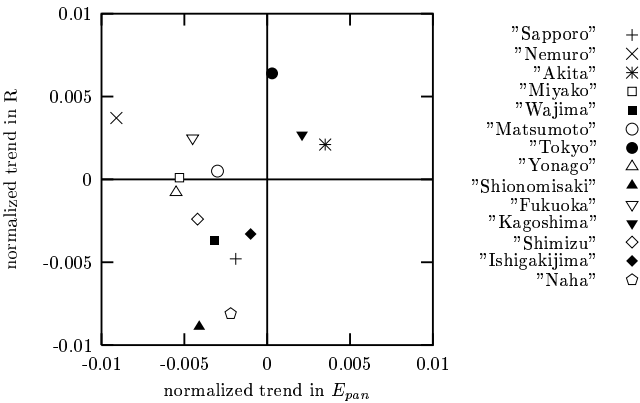 0.01
0.005
0
-0.005
-0.01
-0.01 -0.005 0 0.005 0.01
normalized trend in R
normalized trend in E_pan
"Sapporo"
"Nemuro"
"Akita"
"Miyako"
"Wajima"
"Matsumoto"
"Tokyo"
"Yonago"
"Shionomisaki"
"Fukuoka"
"Kagoshima"
"Shimizu"
"Ishigakijima"
"Naha"